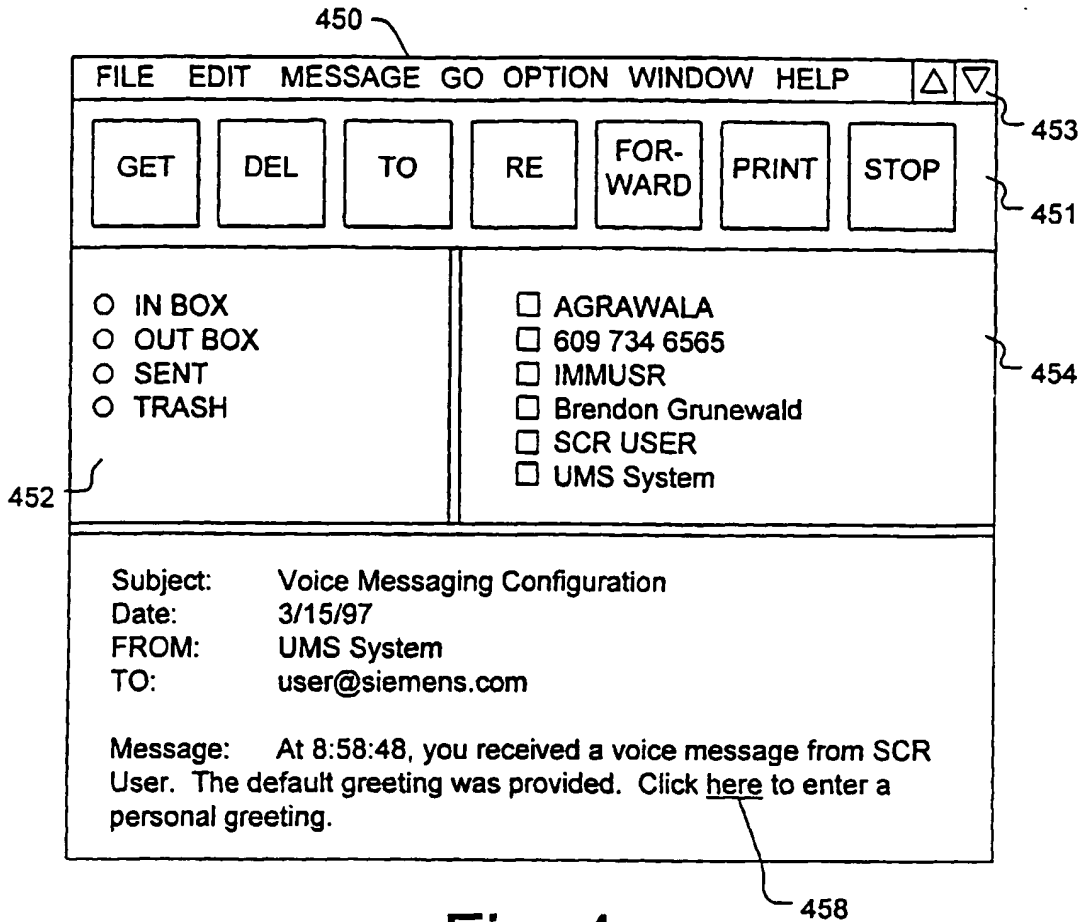 450
FILE EDIT MESSAGE GO OPTION WINDOW HELP
453
GET DEL TO RE FOR-WARD PRINT STOP
451
IN BOX
OUT BOX
SENT
TRASH
452
AGRAWALA
609 734 6565
IMMUSR
Brendon Grunewald
SCR USER
UMS System
454
Subject: Voice Messaging Configuration
Date: 3/15/97
FROM: UMS System
TO: user@siemens.com
Message: At 8:58:48, you received a voice message from SCR
User. The default greeting was provided. Click here to enter a
personal greeting.
458